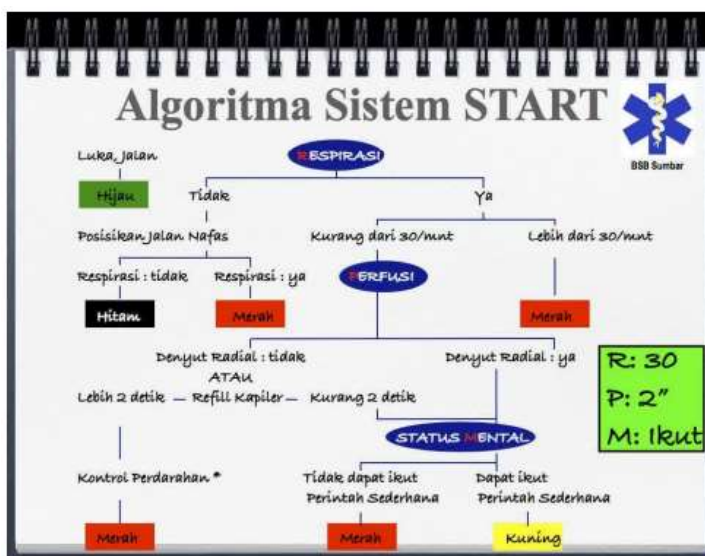 Algoritma Sistem START
BSB Sumbar
Luka, Jalan
RESPIRASI
Hijau
Tidak
Ya
Posisikan Jalan Nafas
Kurang dari 30/mnt
Lebih dari 30/mnt
Respirasi : tidak
Respirasi : ya
PERFUSI
Hitam
Merah
Merah
Denyut Radial : tidak
Denyut Radial : ya
ATAU
Lebih 2 detik
Refill Kapiler
Kurang 2 detik
R: 30
P: 2"
M: Ikut
STATUS MENTAL
Kontrol Perdarahan *
Tidak dapat ikut
Perintah Sederhana
Dapat ikut
Perintah Sederhana
Merah
Merah
Kuning